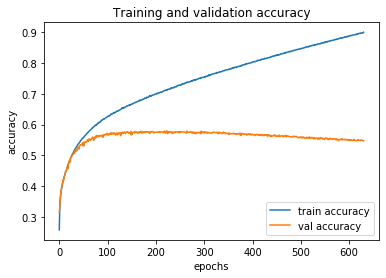 Training and validation accuracy
accuracy
0.9
0.8
0.7
0.6
0.5
0.4
0.3
0 100 200 300 400 500 600
epochs
train accuracy
val accuracy